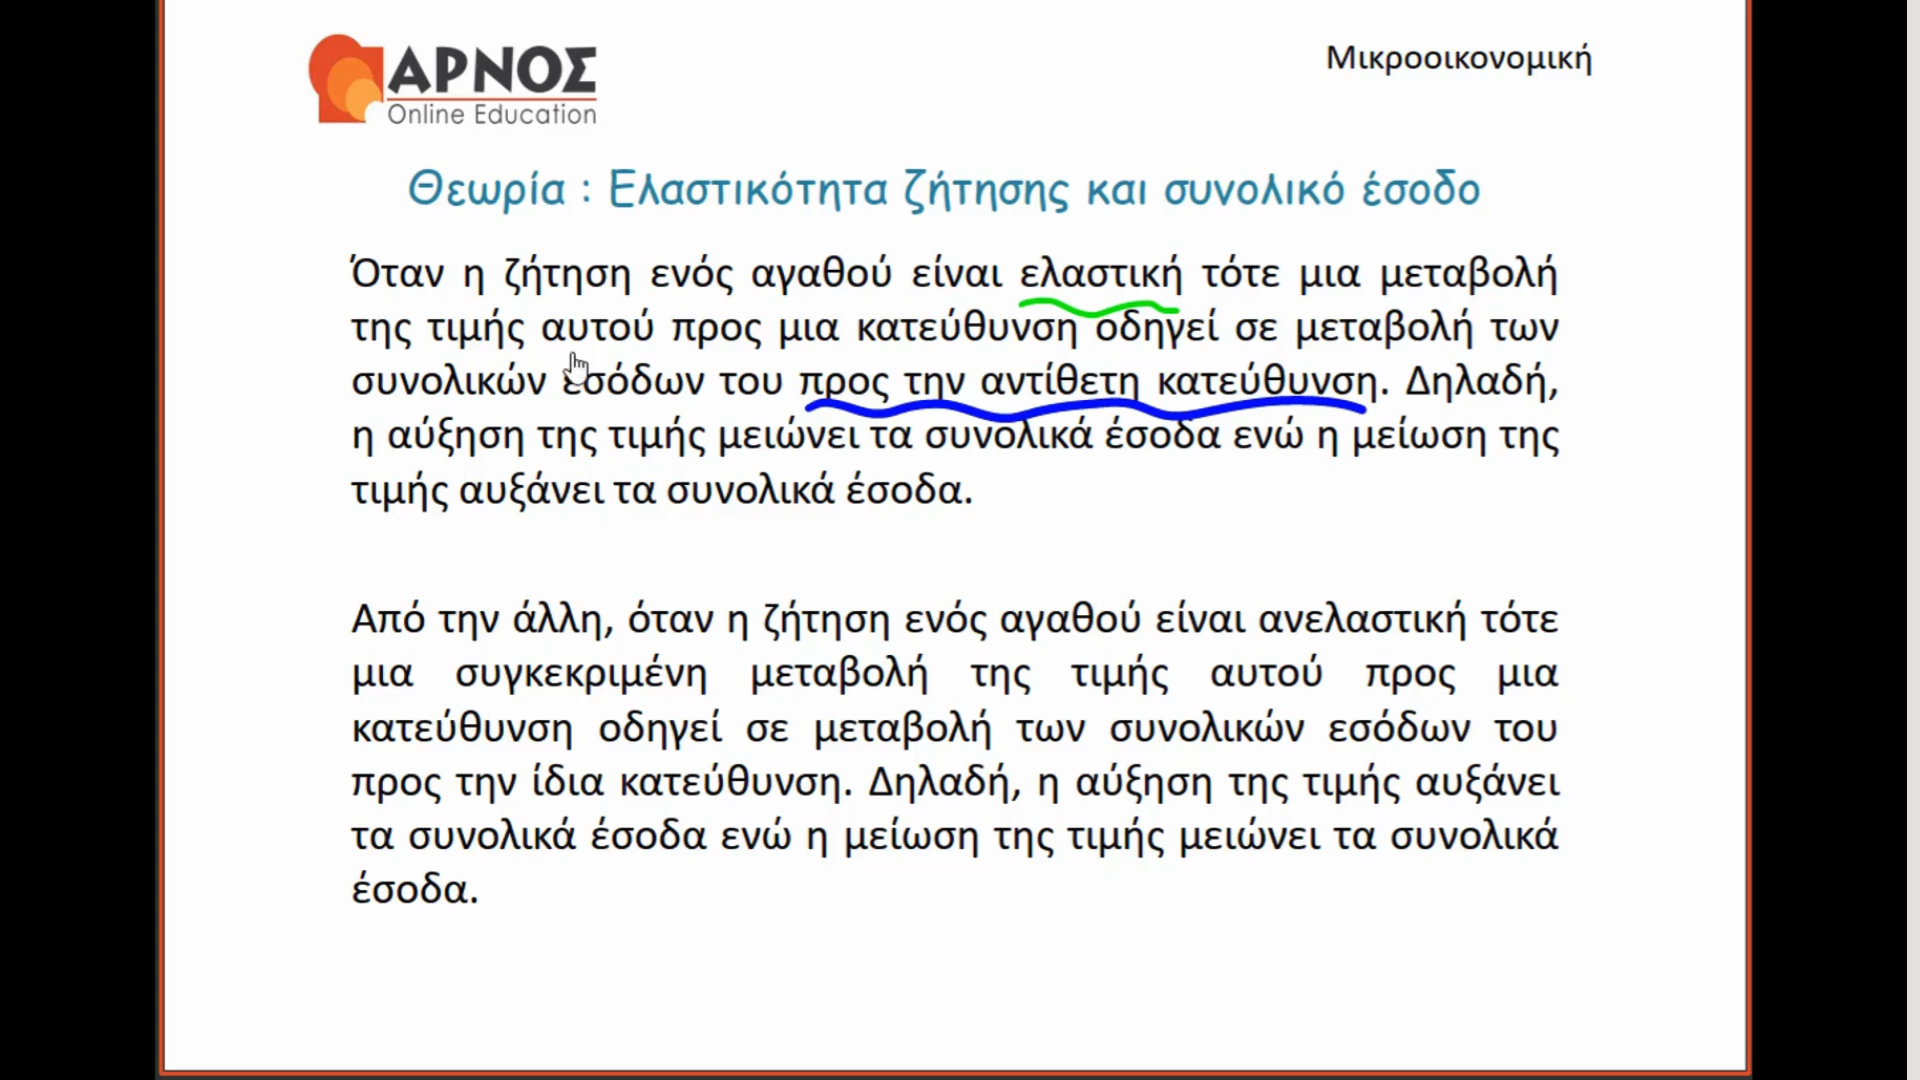 ΑΡΝΟΣ
Online Education
Μικροοικονομική
Θεωρία : Ελαστικότητα ζήτησης και συνολικό έσοδο
Όταν η ζήτηση ενός αγαθού είναι ελαστική τότε μια μεταβολή
της τιμής αυτού προς μια κατεύθυνση οδηγεί σε μεταβολή των
συνολικών εσόδων του προς την αντίθετη κατεύθυνση. Δηλαδή,
η αύξηση της τιμής μειώνει τα συνολικά έσοδα ενώ η μείωση της
τιμής αυξάνει τα συνολικά έσοδα.
Από την άλλη, όταν η ζήτηση ενός αγαθού είναι ανελαστική τότε
μια συγκεκριμένη μεταβολή της τιμής αυτού προς μια
κατεύθυνση οδηγεί σε μεταβολή των συνολικών εσόδων του
προς την ίδια κατεύθυνση. Δηλαδή, η αύξηση της τιμής αυξάνει
τα συνολικά έσοδα ενώ η μείωση της τιμής μειώνει τα συνολικά
έσοδα.